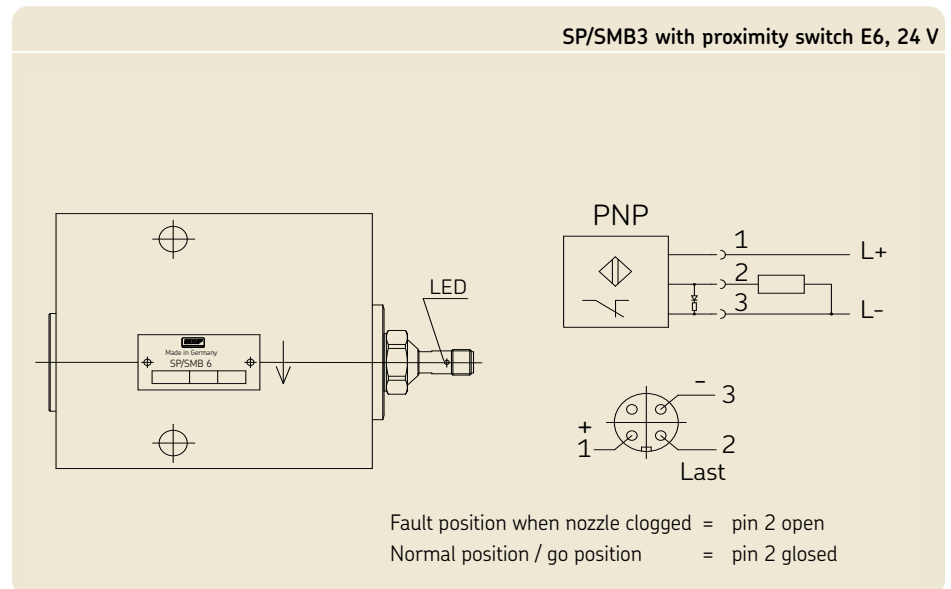 SP/SMB3 with proximity switch E6, 24 V
PNP
1
L+
2
3
L-
LED
Made in Germany
SP/SMB 6
- 3
+
1
2
Last
Fault position when nozzle clogged = pin 2 open
Normal position / go position = pin 2 glosed